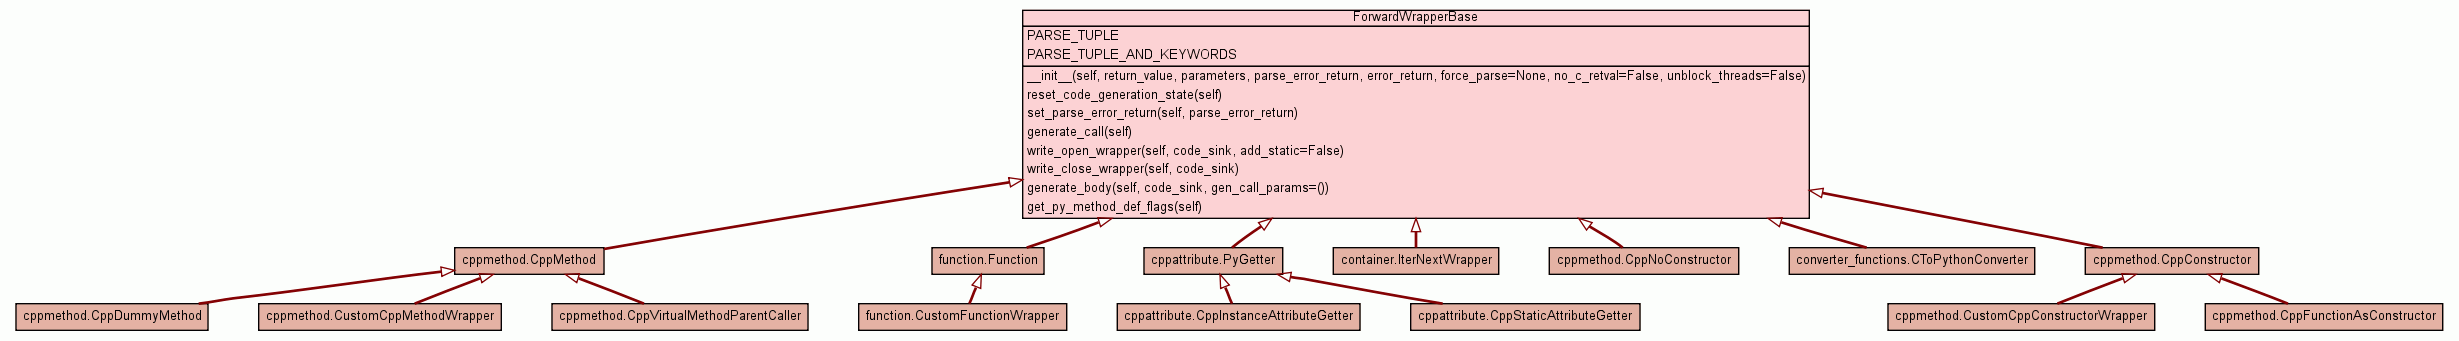 ForwardWrapperBase
PARSE_TUPLE
PARSE_TUPLE_AND_KEYWORDS
__init__(self, return_value, parameters, parse_error_return, error_return, force_parse=None, no_c_retval=False, unblock_threads=False)
reset_code_generation_state(self)
set_parse_error_return(self, parse_error_return)
generate_call(self)
write_open_wrapper(self, code_sink, add_static=False)
write_close_wrapper(self, code_sink)
generate_body(self, code_sink, gen_call_params=())
get_py_method_def_flags(self)
cppmethod.CppMethod
function.Function
cppattribute.PyGetter
container.IterNextWrapper
cppmethod.CppNoConstructor
converter_functions.CToPythonConverter
cppmethod.CppConstructor
cppmethod.CppDummyMethod
cppmethod.CustomCppMethodWrapper
cppmethod.CppVirtualMethodParentCaller
function.CustomFunctionWrapper
cppattribute.CppInstanceAttributeGetter
cppattribute.CppStaticAttributeGetter
cppmethod.CustomCppConstructorWrapper
cppmethod.CppFunctionAsConstructor